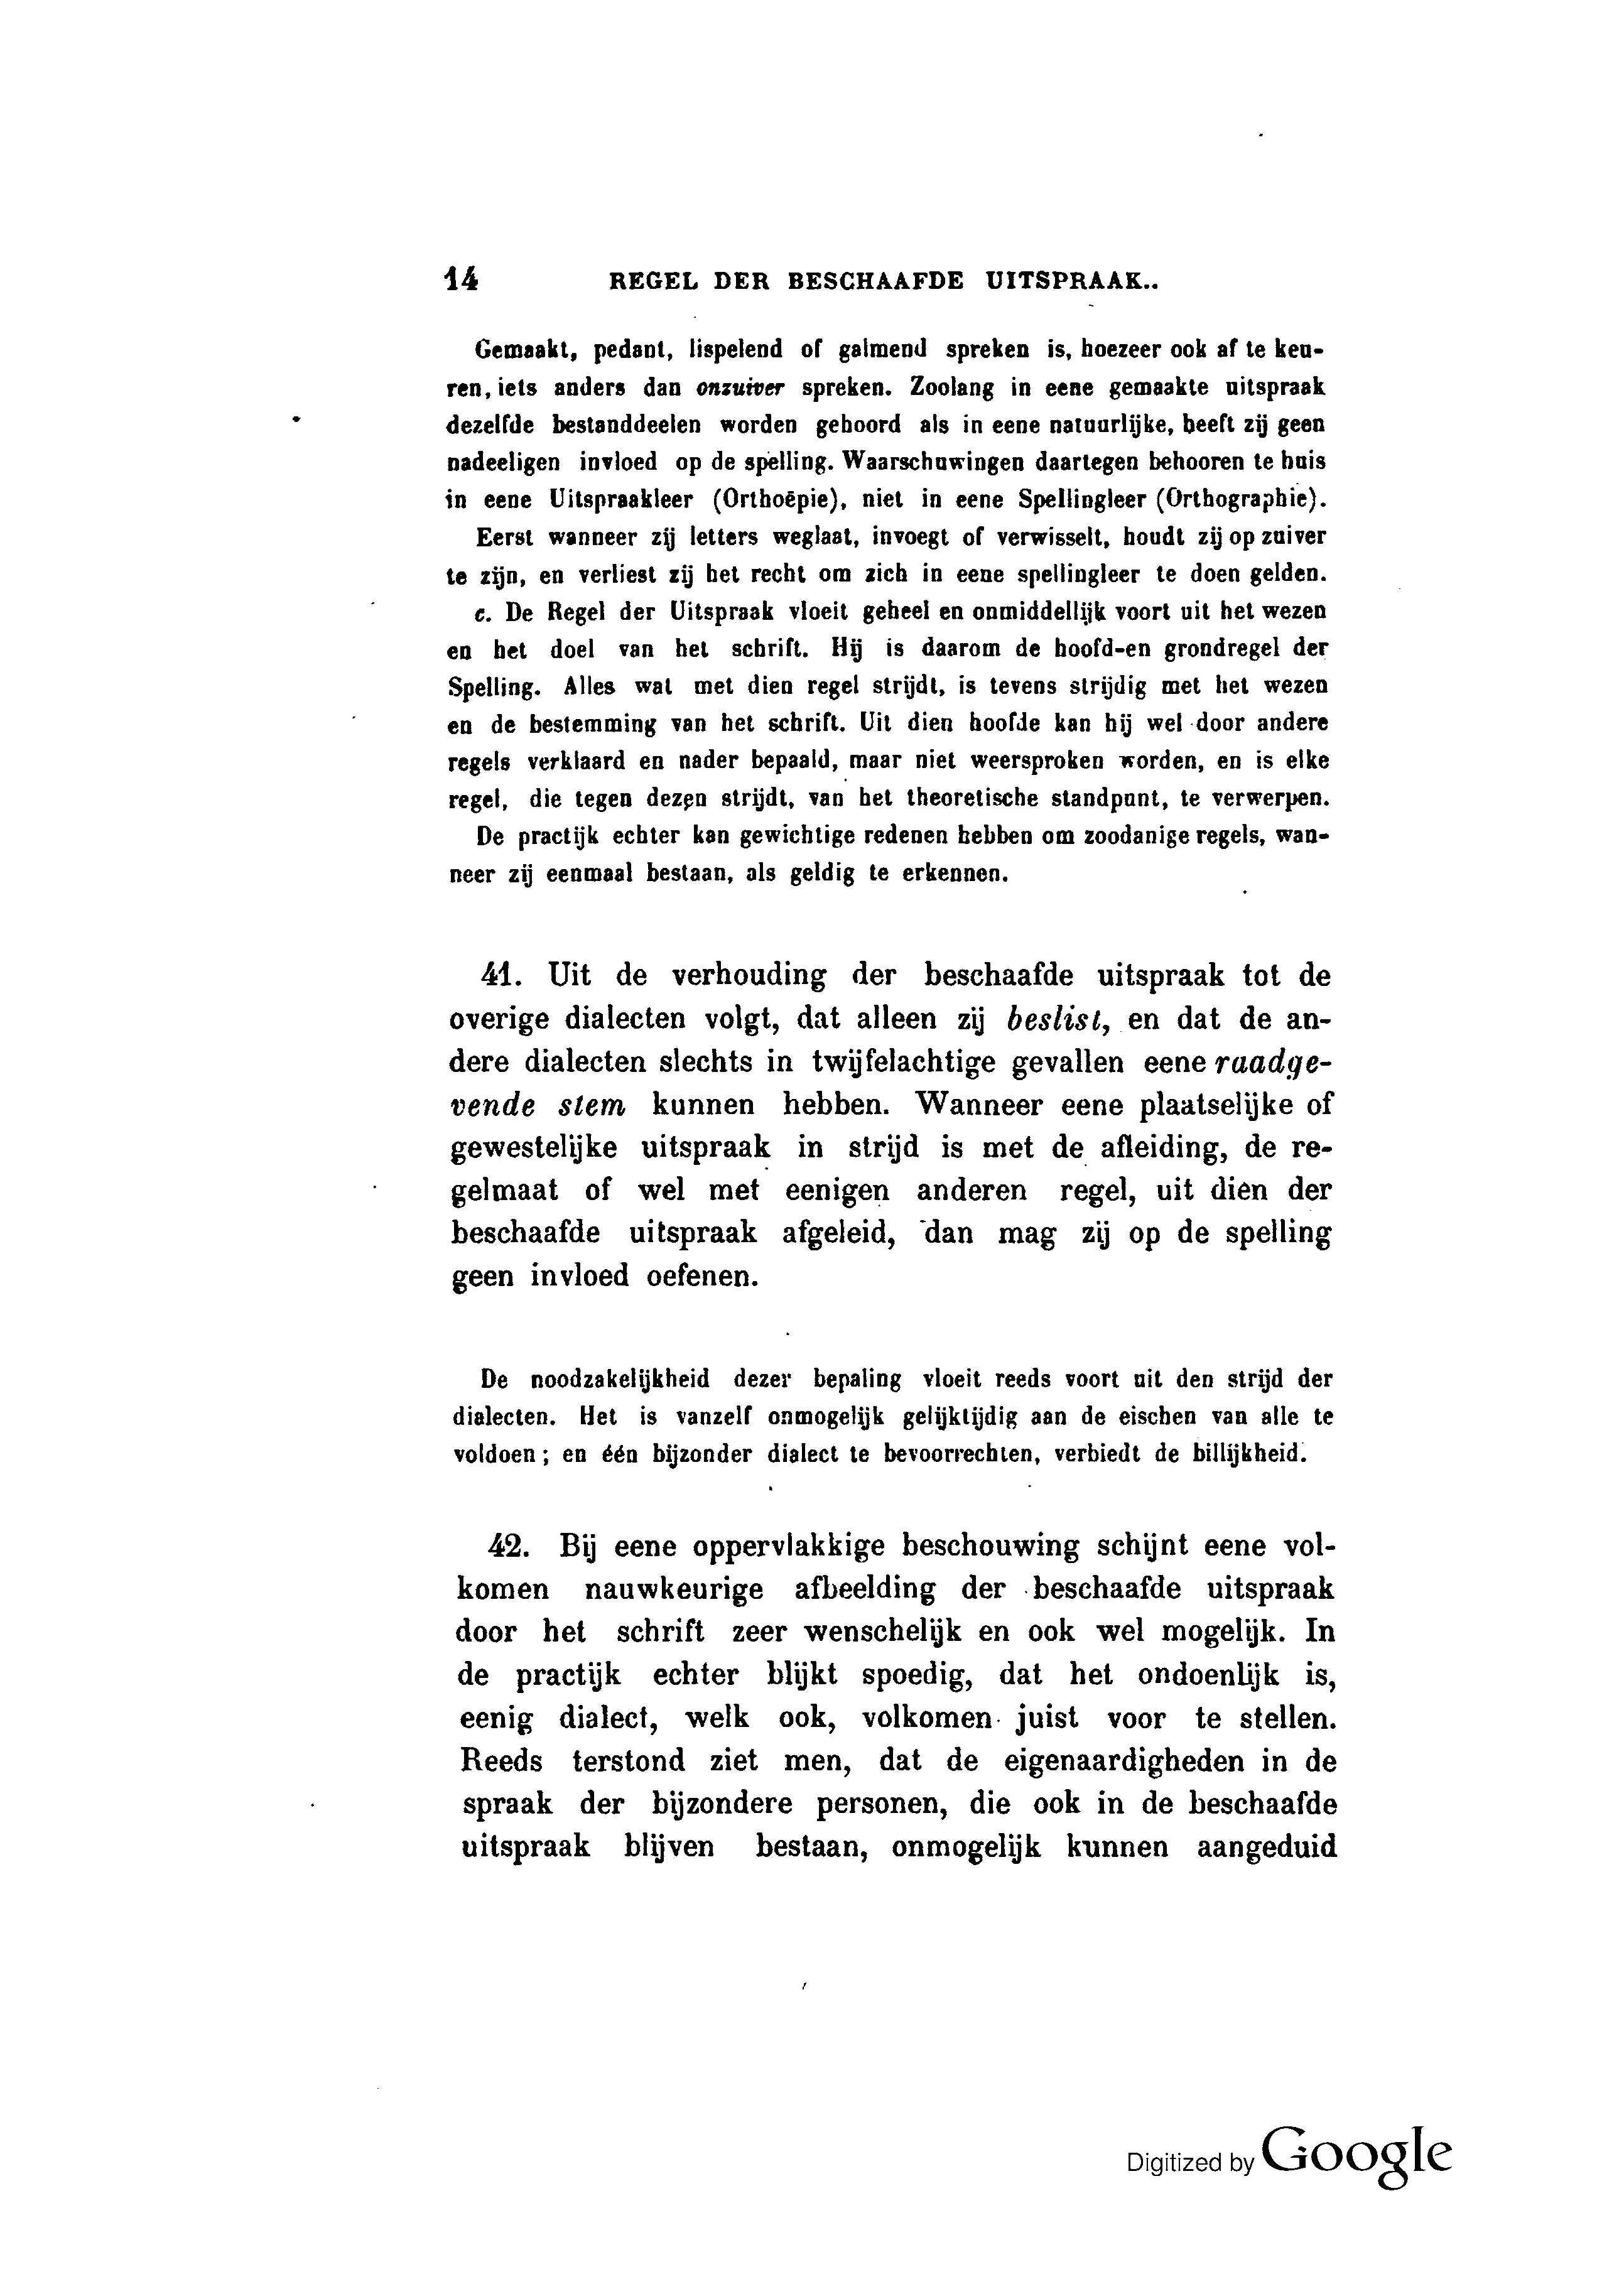 14 REGEL DER BESCHAAFDE UITSPRAAK..
Gemaakt, pedant, lispelend of galmend spreken is, hoezeer ook af te keu-
ren, iets anders dan onzuiver spreken. Zoolang in eene gemaakte uitspraak
dezelfde bestanddeelen worden gehoord als in eene natuurlijke, heeft zij geen
nadeeligen invloed op de spelling. Waarschuwingen daartegen behooren te huis
in eene Uitspraakleer (Orthoëpie), niet in eene Spellingleer (Orthographie).
Eerst wanneer zij letters weglaat, invoegt of verwisselt, houdt zij op zuiver
te zijn, en verliest zij het recht om zich in eene spellingleer te doen gelden.
c. De Regel der Uitspraak vloeit geheel en onmiddellijk voort uit het wezen
en het doel van het schrift. Hij is daarom de hoofd-en grondregel der
Spelling. Alles wat met dien regel strijdt, is tevens strijdig met het wezen
en de bestemming van het schrift. Uit dien hoofde kan hij wel door andere
regels verklaard en nader bepaald, maar niet weersproken worden, en is elke
regel, die tegen dezen strijdt, van het theoretische standpunt, te verwerpen.
De practijk echter kan gewichtige redenen hebben om zoodanige regels, wan-
neer zij eenmaal bestaan, als geldig te erkennen.
41. Uit de verhouding der beschaafde uitspraak tot de
overige dialecten volgt, dat alleen zij beslist, en dat de an-
dere dialecten slechts in twijfelachtige gevallen eene raadge-
vende stem kunnen hebben. Wanneer eene plaatselijke of
gewestelijke uitspraak in strijd is met de afleiding, de re-
gelmaat of wel met eenigen anderen regel, uit dien der
beschaafde uitspraak afgeleid, dan mag zij op de spelling
geen invloed oefenen.
De noodzakelijkheid dezer bepaling vloeit reeds voort uit den strijd der
dialecten. Het is vanzelf onmogelijk gelijktijdig aan de eischen van alle te
voldoen; en één bijzonder dialect te bevoorrechten, verbiedt de billijkheid.
42. Bij eene oppervlakkige beschouwing schijnt eene vol-
komen nauwkeurige afbeelding der beschaafde uitspraak
door het schrift zeer wenschelijk en ook wel mogelijk. In
de practijk echter blijkt spoedig, dat het ondoenlijk is,
eenig dialect, welk ook, volkomen juist voor te stellen.
Reeds terstond ziet men, dat de eigenaardigheden in de
spraak der bijzondere personen, die ook in de beschaafde
uitspraak blijven bestaan, onmogelijk kunnen aangeduid
Digitized by Google